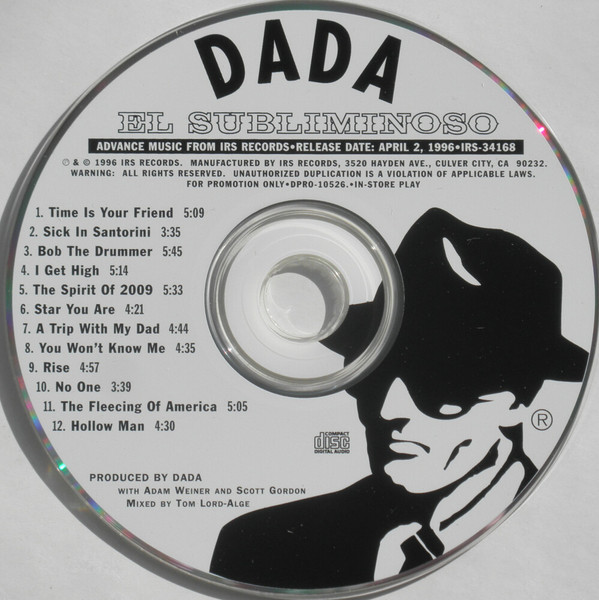 DADA
EL SUBLIMINOSO
ADVANCE MUSIC FROM IRS RECORDS•RELEASE DATE: APRIL 2, 1996•IRS-34168
℗ & © 1996 IRS RECORDS. MANUFACTURED BY IRS RECORDS, 3520 HAYDEN AVE., CULVER CITY, CA 90232.
WARNING: ALL RIGHTS RESERVED. UNAUTHORIZED DUPLICATION IS A VIOLATION OF APPLICABLE LAWS.
FOR PROMOTION ONLY•DPRO-10526.•IN-STORE PLAY
1. Time Is Your Friend 5:09
2. Sick In Santorini 3:35
3. Bob The Drummer 5:45
4. I Get High 5:14
5. The Spirit Of 2009 5:33
6. Star You Are 4:21
7. A Trip With My Dad 4:44
8. You Won't Know Me 4:35
9. Rise 4:57
10. No One 3:39
11. The Fleecing Of America 5:05
12. Hollow Man 4:30
®
COMPACT
disc
DIGITAL AUDIO
PRODUCED BY DADA
WITH ADAM WEINER AND SCOTT GORDON
MIXED BY TOM LORD-ALGE